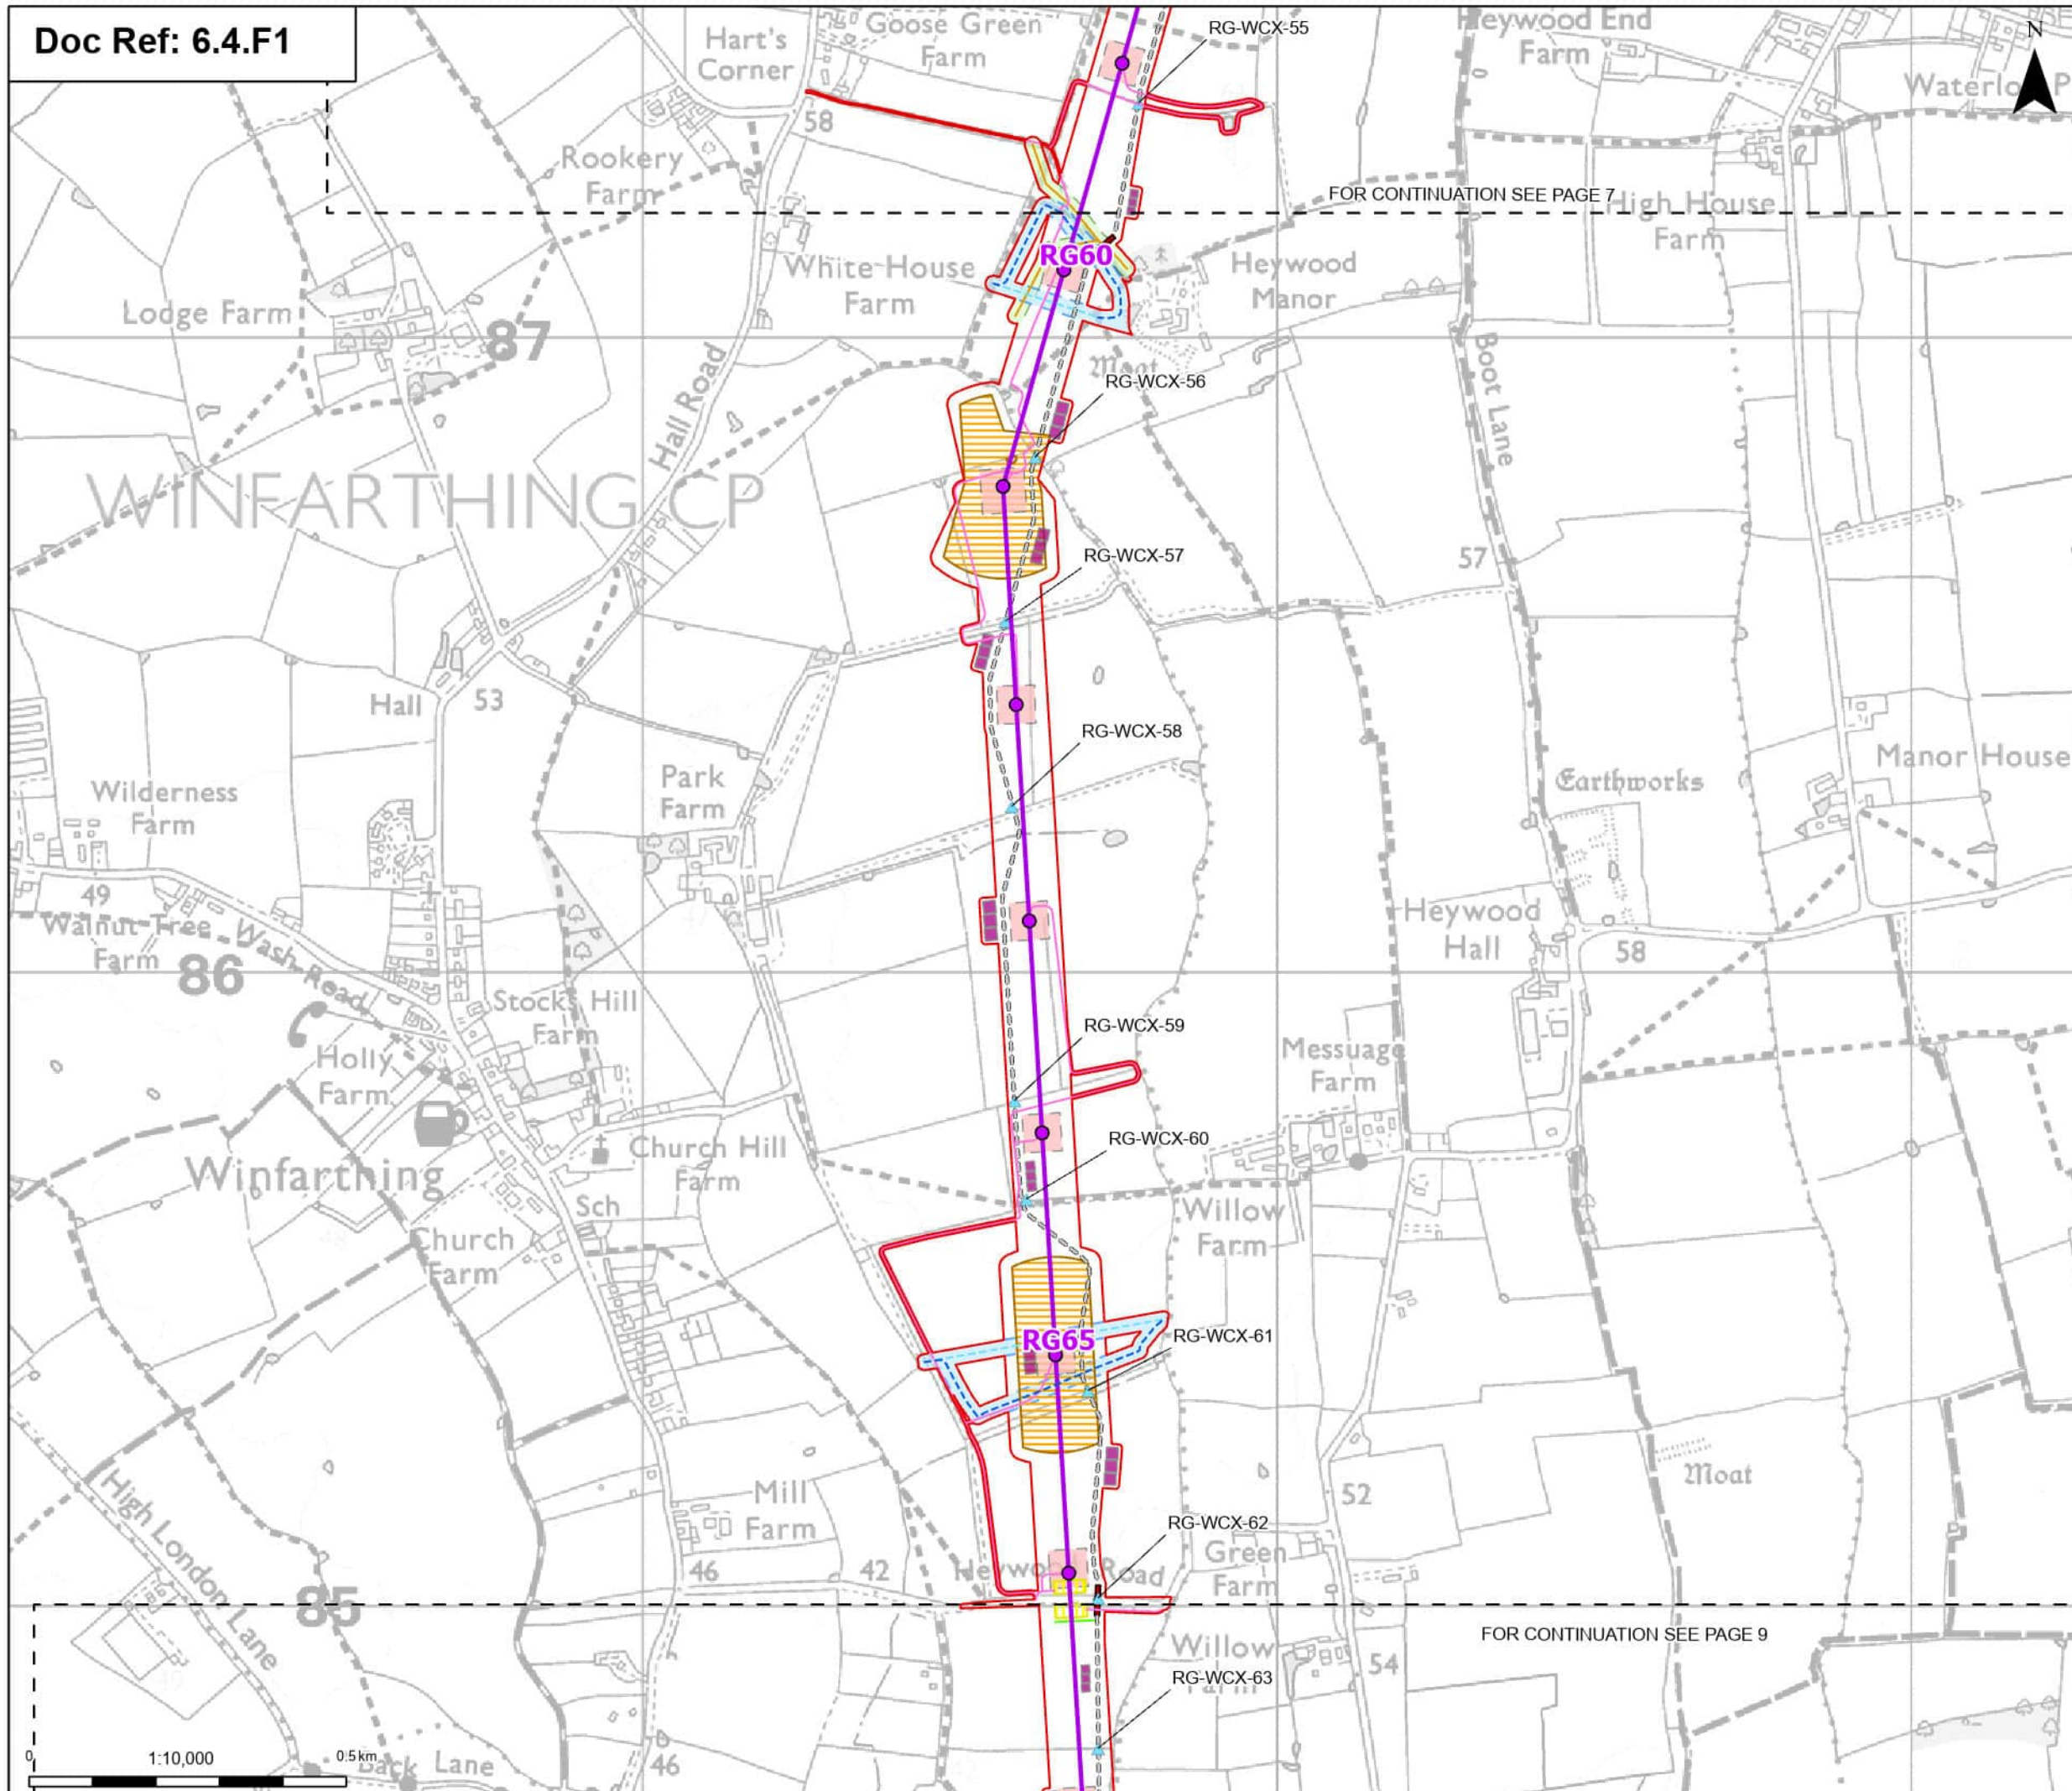 Doc Ref: 6.4.F1
Hart's
Corner
Goose Green
Farm
RG-WCX-55
Heywood End
Farm
N
Waterloo P
58
Rookery
Farm
FOR CONTINUATION SEE PAGE 7
High House
Farm
RG60
White House
Farm
Heywood
Manor
Lodge Farm
87
Hall Road
Moat
RG-WCX-56
Boot Lane
WINFARTHING CP
RG-WCX-57
57
Hall
53
RG-WCX-58
Park
Farm
Manor House
Earthworks
Wilderness
Farm
49
Walnut Tree
Farm
Wash Road
86
Heywood
Hall
58
Stocks Hill
Farm
RG-WCX-59
Holly
Farm
Messuage
Farm
RG-WCX-60
Church Hill
Farm
Winfarthing
Sch
Willow
Farm
Church
Farm
RG65
RG-WCX-61
High London Lane
Mill
Farm
52
Moat
RG-WCX-62
46
42
Heywood Road
Green
Farm
85
FOR CONTINUATION SEE PAGE 9
Willow
Farm
54
RG-WCX-63
0
1:10,000
0.5 km
Back Lane
46